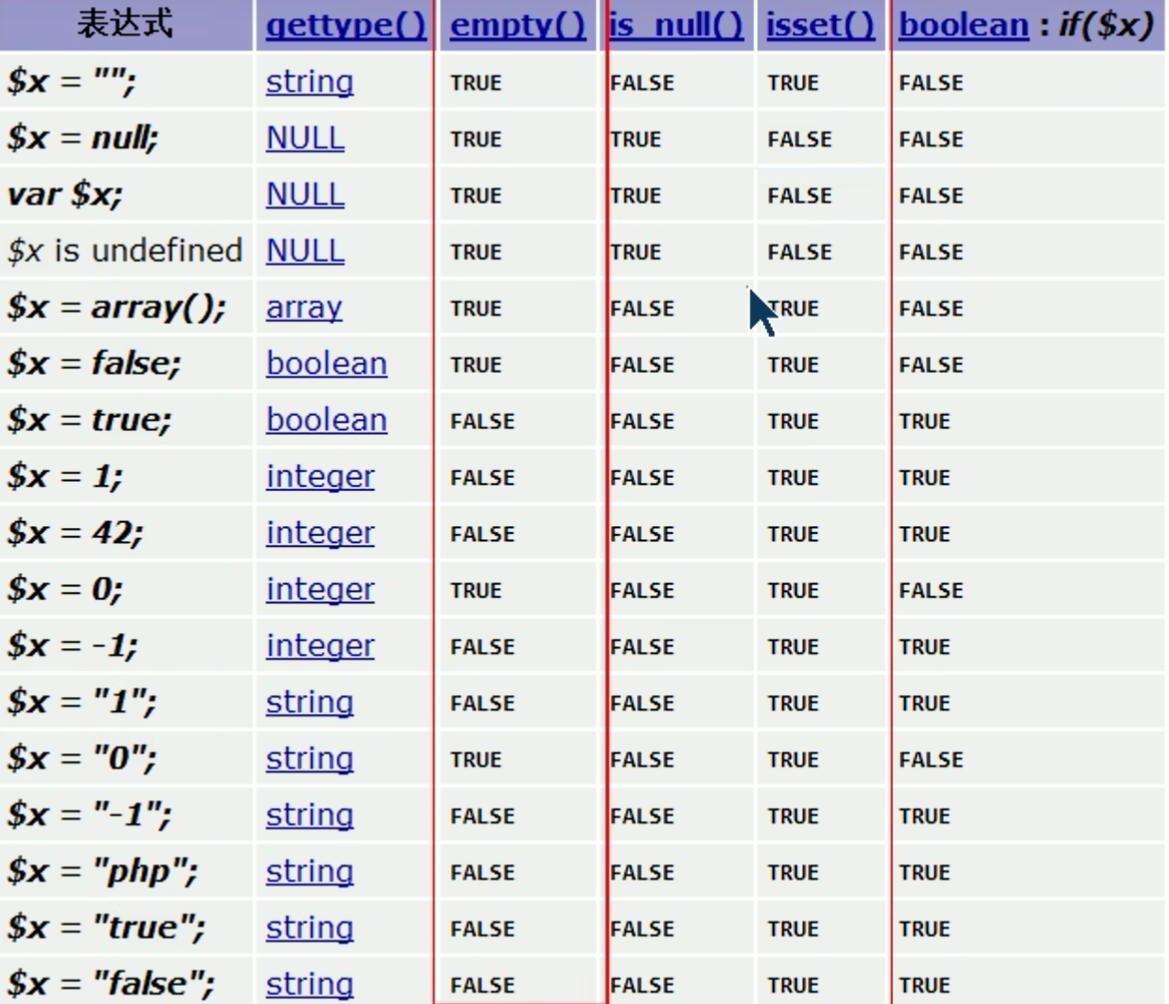 表达式 gettype() empty() is_null() isset() boolean : if($x)
$x = ""; string TRUE FALSE TRUE FALSE
$x = null; NULL TRUE TRUE FALSE FALSE
var $x; NULL TRUE TRUE FALSE FALSE
$x is undefined NULL TRUE TRUE FALSE FALSE
$x = array(); array TRUE FALSE TRUE FALSE
$x = false; boolean TRUE FALSE TRUE FALSE
$x = true; boolean FALSE FALSE TRUE TRUE
$x = 1; integer FALSE FALSE TRUE TRUE
$x = 42; integer FALSE FALSE TRUE TRUE
$x = 0; integer TRUE FALSE TRUE FALSE
$x = -1; integer FALSE FALSE TRUE TRUE
$x = "1"; string FALSE FALSE TRUE TRUE
$x = "0"; string TRUE FALSE TRUE FALSE
$x = "-1"; string FALSE FALSE TRUE TRUE
$x = "php"; string FALSE FALSE TRUE TRUE
$x = "true"; string FALSE FALSE TRUE TRUE
$x = "false"; string FALSE FALSE TRUE TRUE